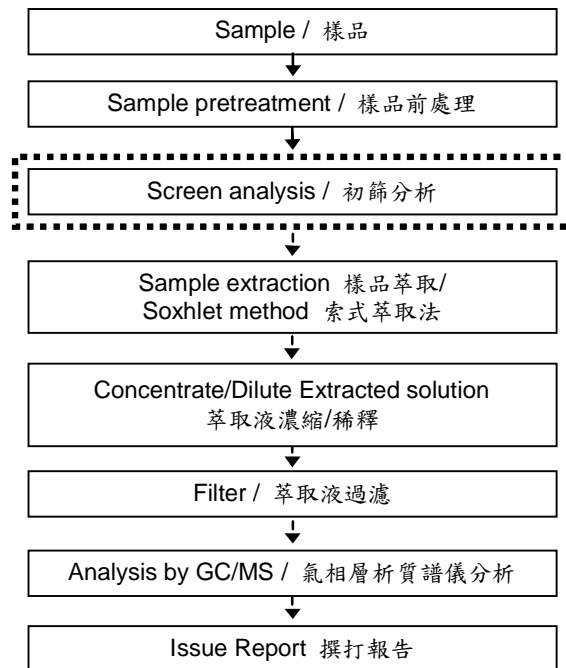 Sample / 樣品
Sample pretreatment / 樣品前處理
Screen analysis / 初篩分析
Sample extraction 樣品萃取/
Soxhlet method 索式萃取法
Concentrate/Dilute Extracted solution
萃取液濃縮/稀釋
Filter / 萃取液過濾
Analysis by GC/MS / 氣相層析質譜儀分析
Issue Report 撰打報告